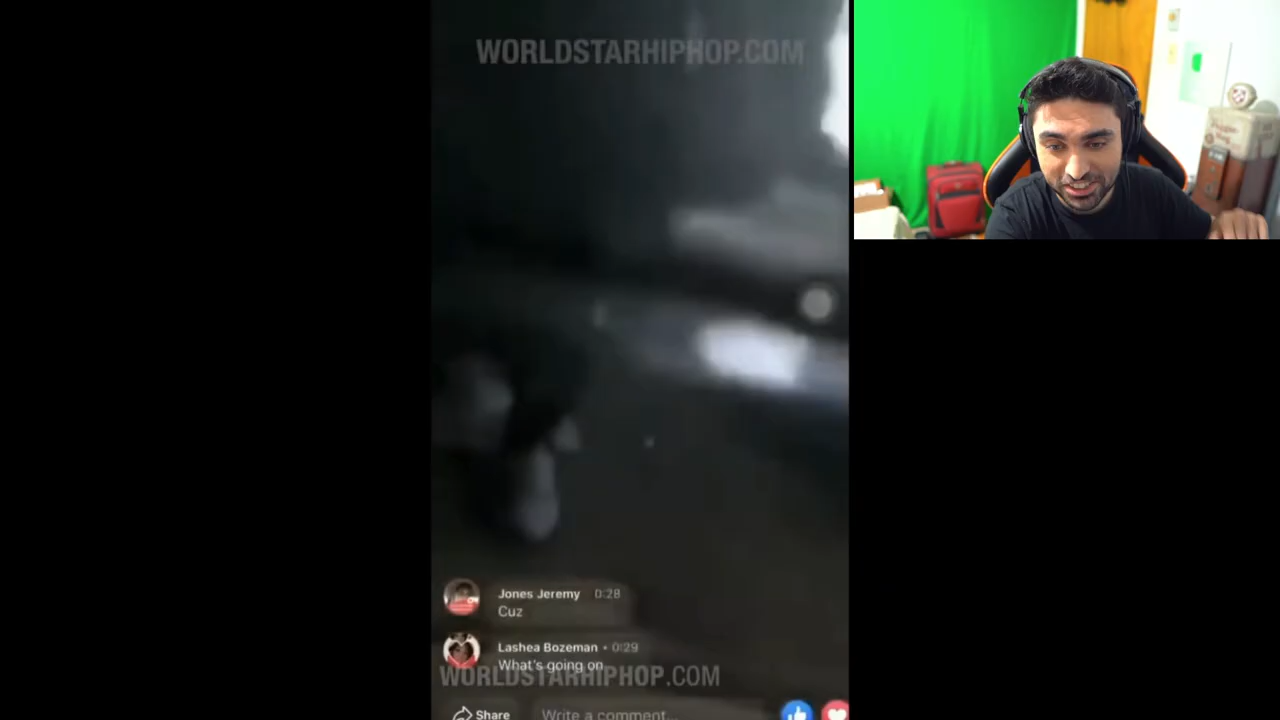 WORLDSTARHIPHOP.COM
Jones Jeremy 0:28
Cuz
Lashea Bozeman • 0:29
What's going on
WORLDSTARHIPHOP.COM
Share
Write a comment...